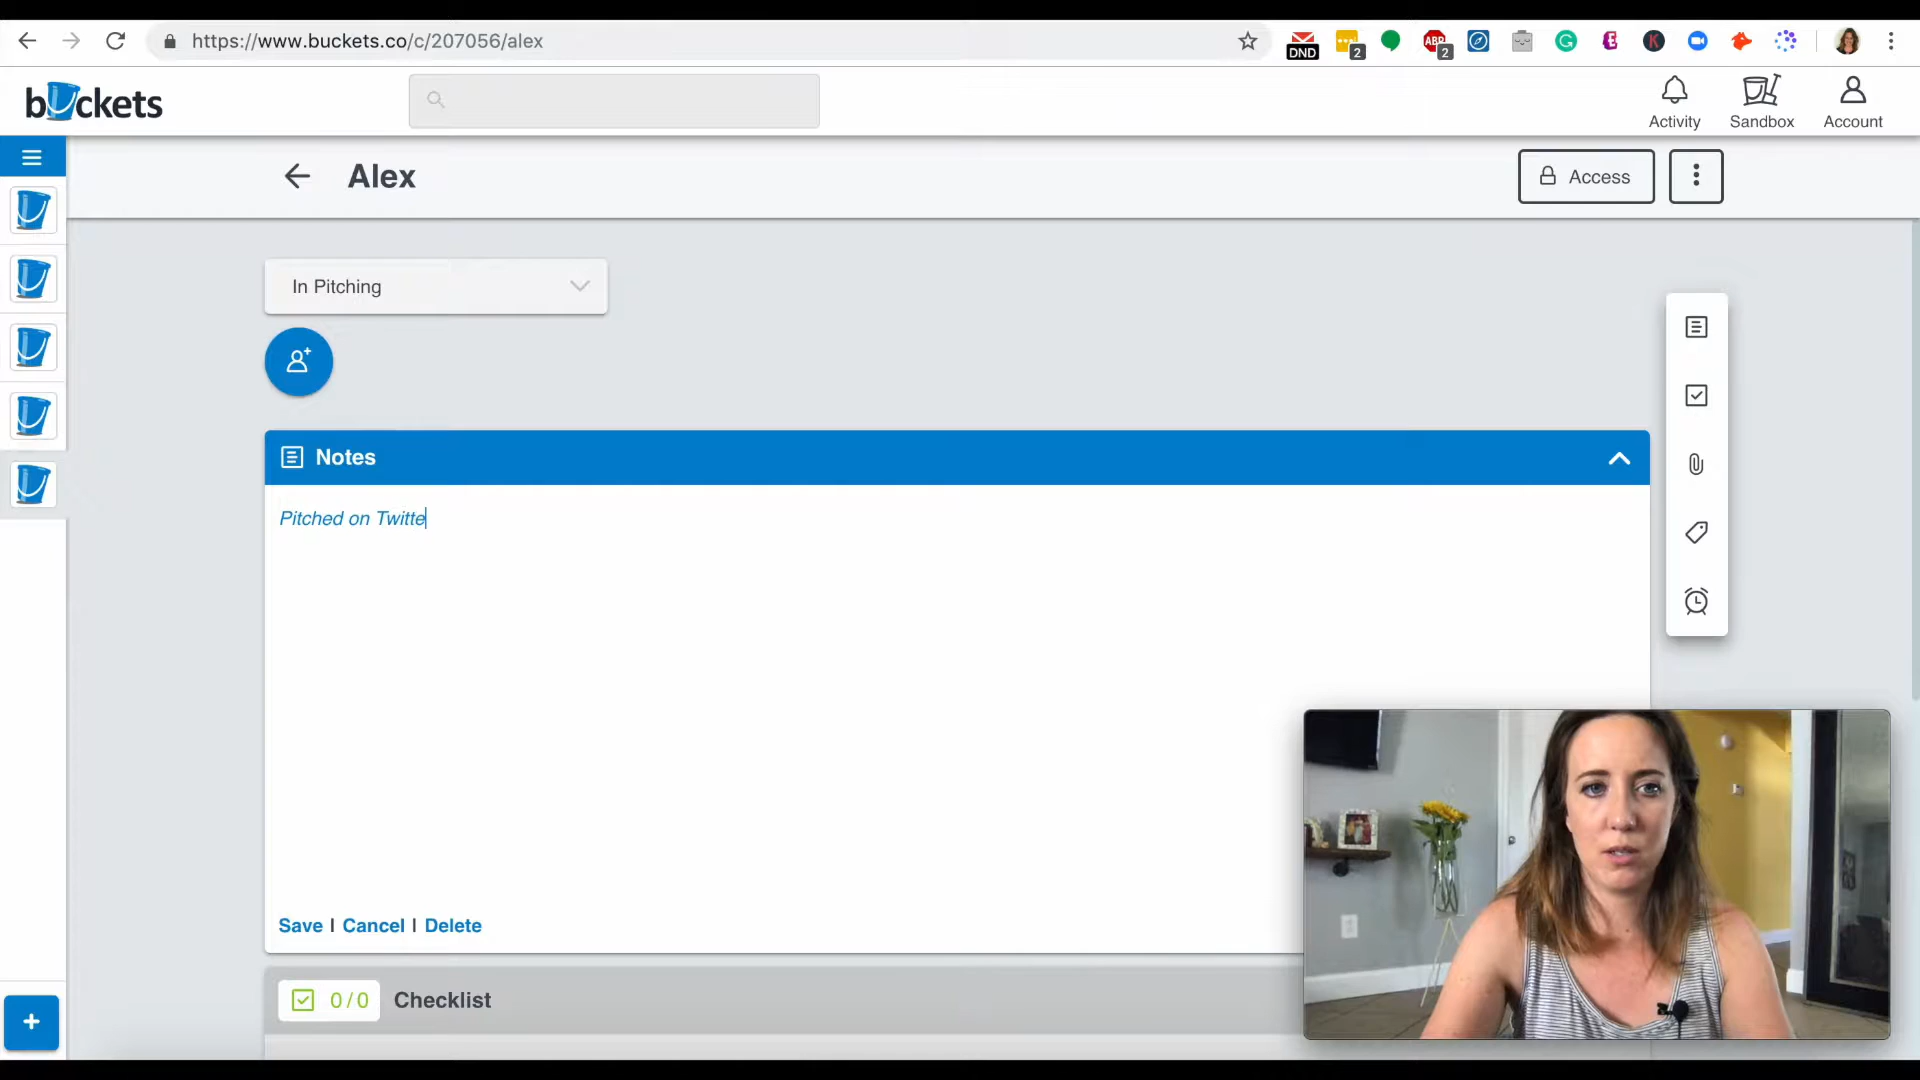 https://www.buckets.co/c/207056/alex
DND
2
ABP
2
buckets
Activity
Sandbox
Account
Alex
Access
In Pitching
Notes
Pitched on Twitte
Save | Cancel | Delete
0/0 Checklist